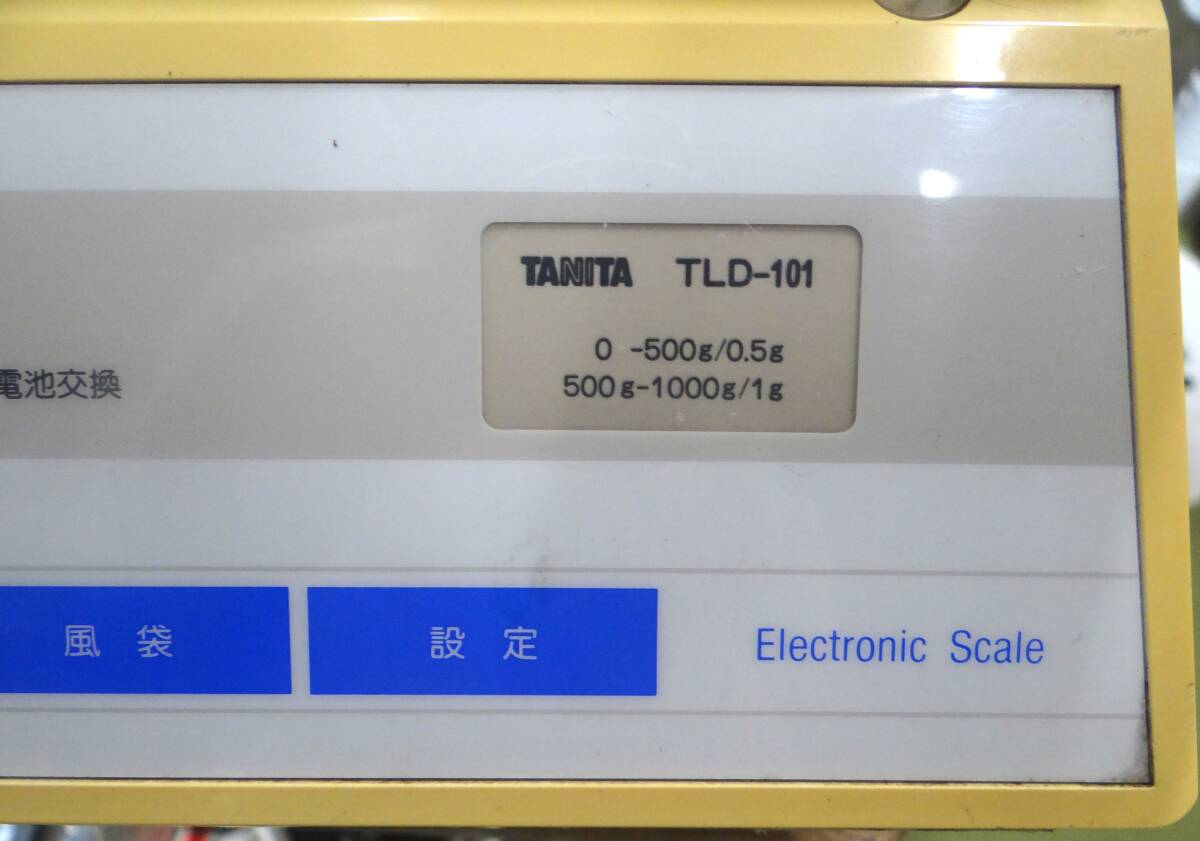 TANITA TLD-101
0 -500g/0.5g
500g-1000g/1g
電池交換
風袋
設定
Electronic Scale